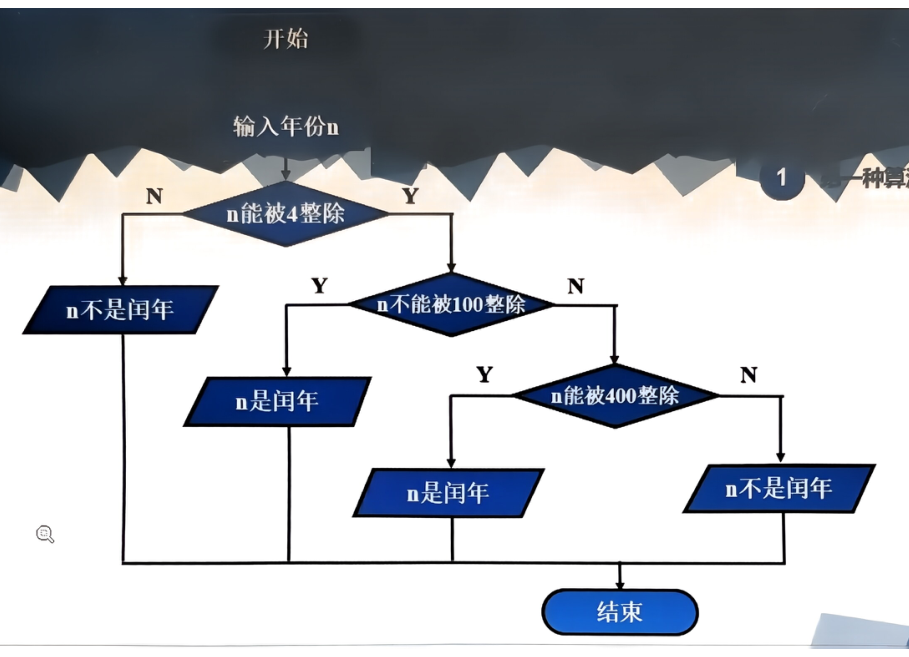 开始
输入年份n
1
一种算
N
Y
n能被4整除
Y
N
n不是闰年
n不能被100整除
Y
N
n是闰年
n能被400整除
n是闰年
n不是闰年
结束